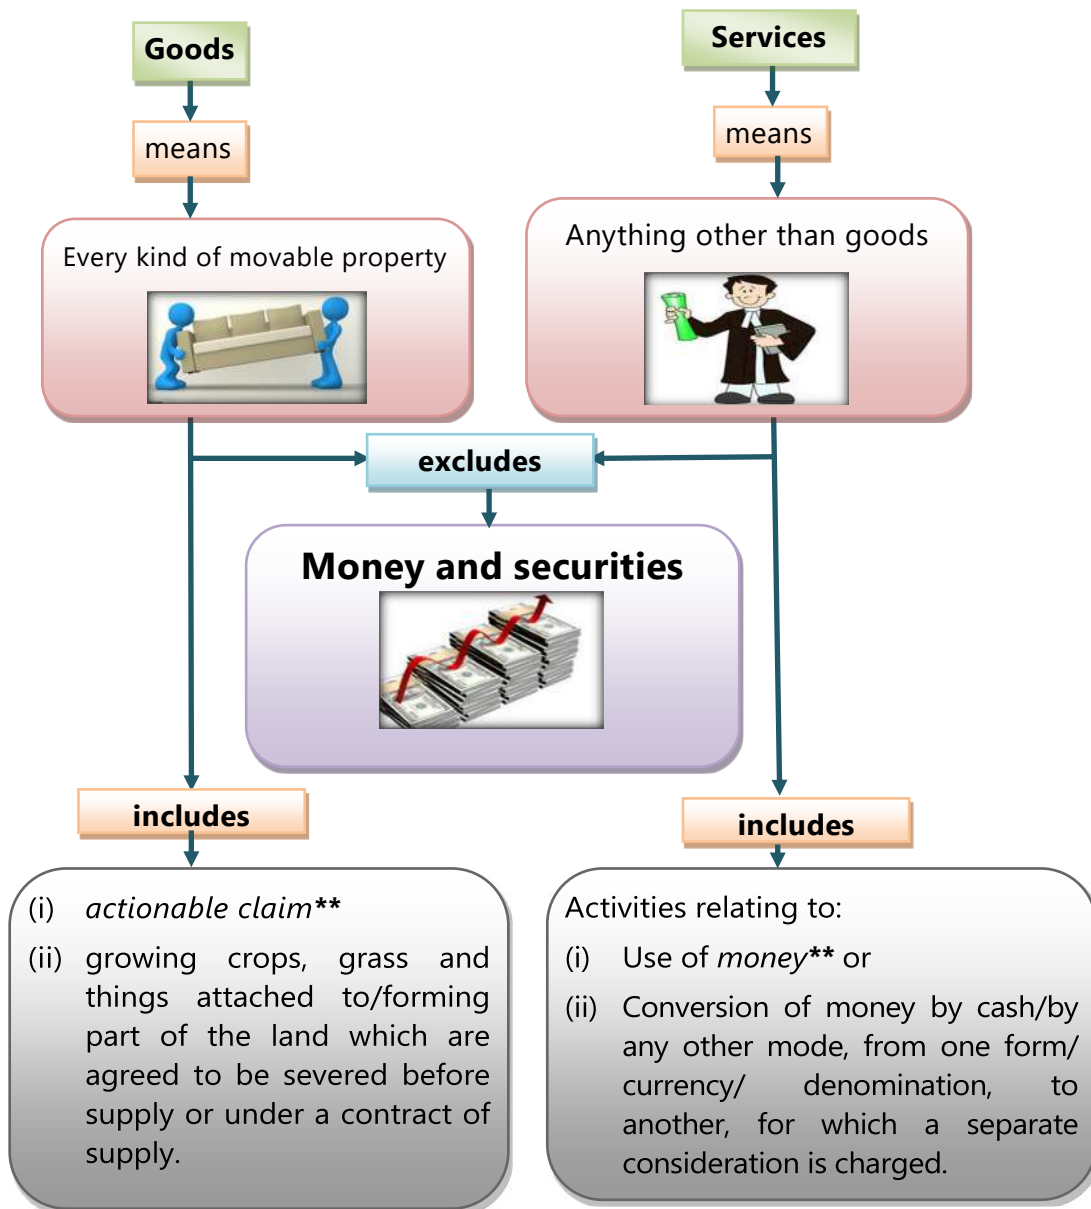 Goods
Services
means
means
Every kind of movable property
Anything other than goods
excludes
Money and securities
includes
includes
(i) actionable claim**
(ii) growing crops, grass and
things attached to/forming
part of the land which are
agreed to be severed before
supply or under a contract of
supply.
Activities relating to:
(i) Use of money** or
(ii) Conversion of money by cash/by
any other mode, from one form/
currency/ denomination, to
another, for which a separate
consideration is charged.